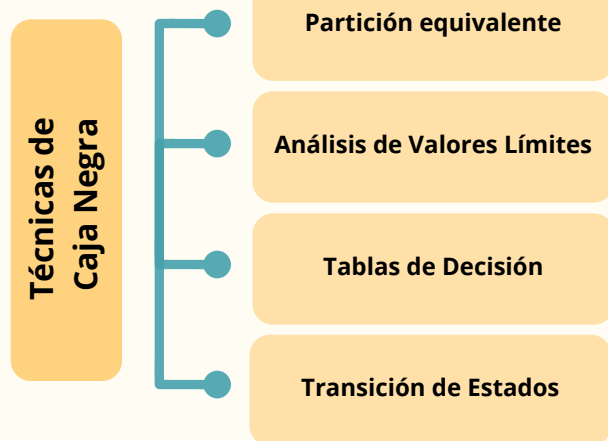 Técnicas de
Caja Negra
Partición equivalente
Análisis de Valores Límites
Tablas de Decisión
Transición de Estados